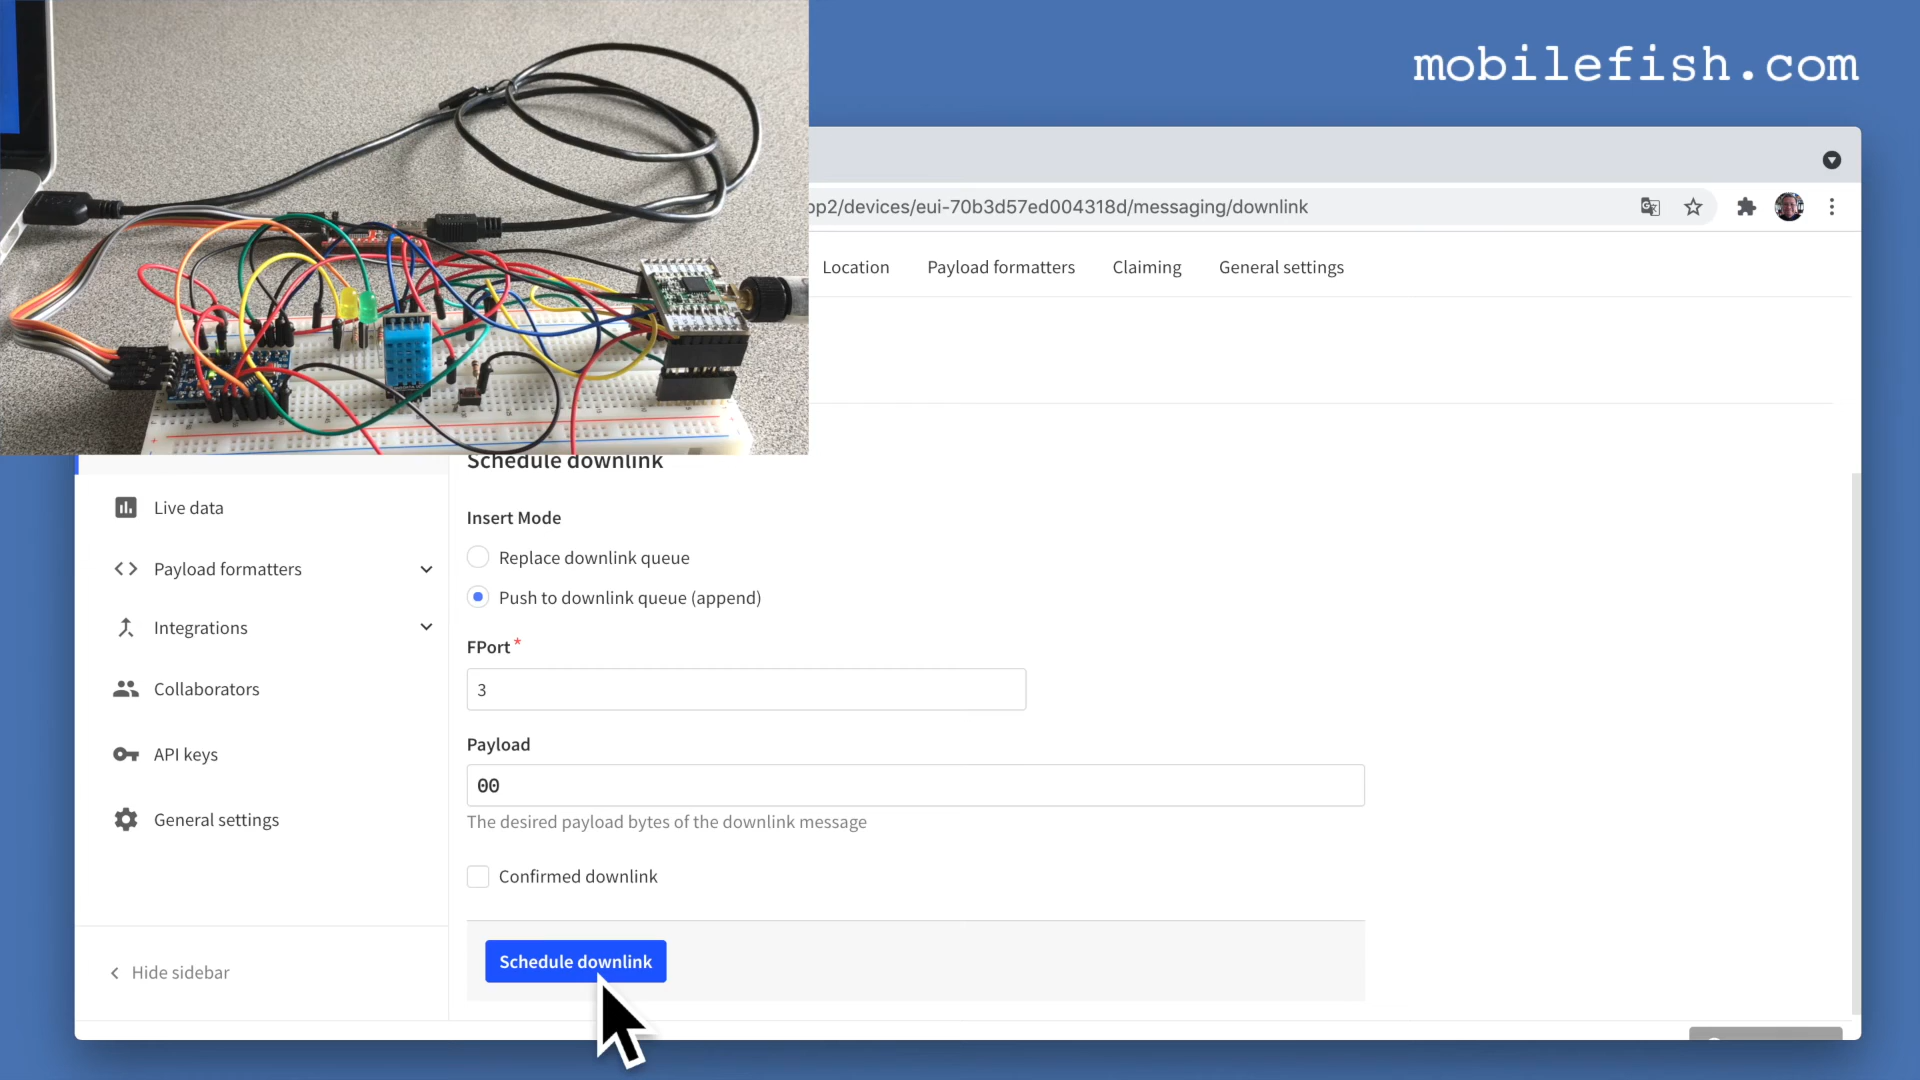 mobilefish.com
pp2/devices/eui-70b3d57ed004318d/messaging/downlink
Location Payload formatters Claiming General settings
Schedule downlink
Live data
Payload formatters
Integrations
Collaborators
API keys
General settings
Hide sidebar
Insert Mode
Replace downlink queue
Push to downlink queue (append)
FPort *
3
Payload
00
The desired payload bytes of the downlink message
Confirmed downlink
Schedule downlink